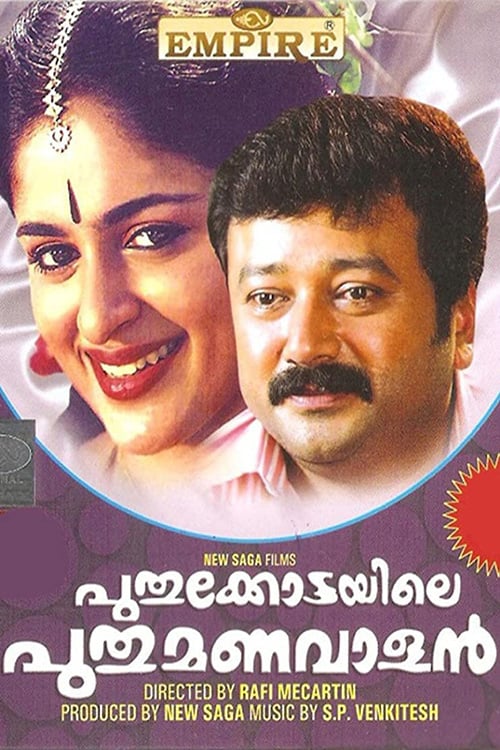 EMPIRE
®
NEW SAGA FILMS
പുതുക്കോട്ടയിലെ
പുതുമണവാളൻ
DIRECTED BY RAFI MECARTIN
PRODUCED BY NEW SAGA MUSIC BY S.P. VENKITESH